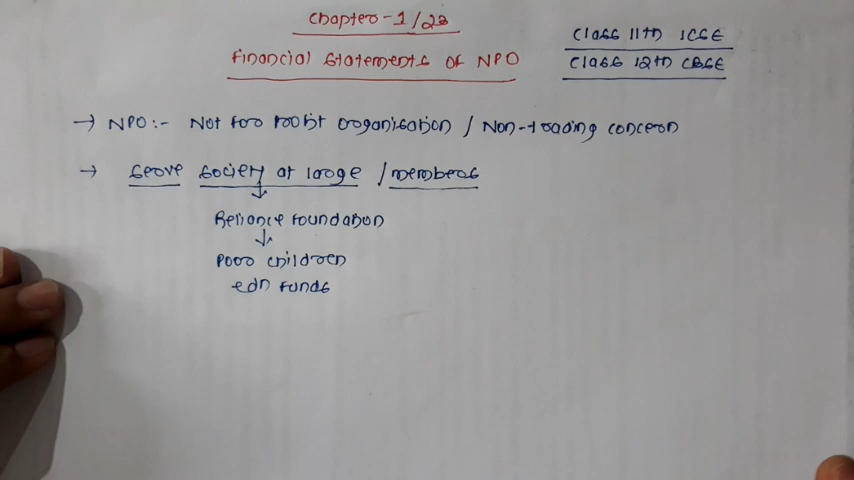 Chapter-1/23
Financial Statements of NPO
Class 11th ICSE
Class 12th CBSE
→ NPO:- Not for Profit organisation / Non-trading concern
→ Serve society at large / members
↓
Reliance foundation
↓
Poor children
edn funds